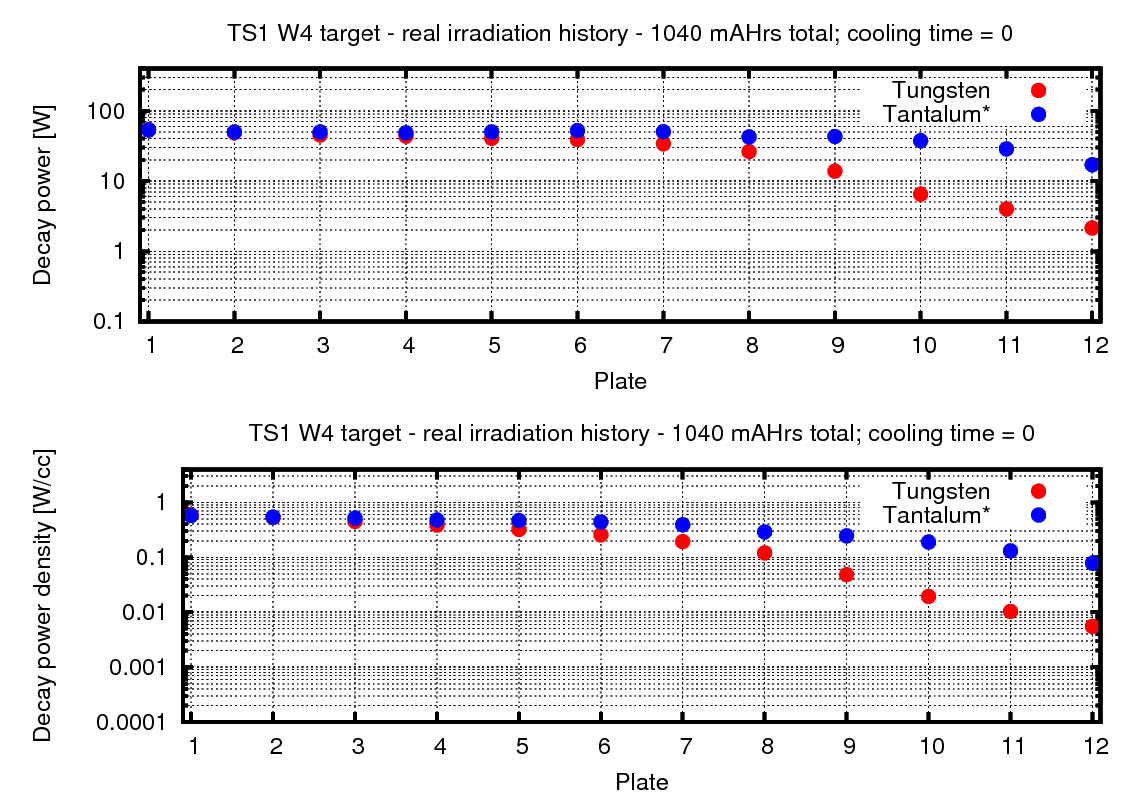 TS1 W4 target - real irradiation history - 1040 mAHrs total; cooling time = 0
Tungsten
Tantalum*
Decay power [W]
100
10
1
0.1
1 2 3 4 5 6 7 8 9 10 11 12
Plate
TS1 W4 target - real irradiation history - 1040 mAHrs total; cooling time = 0
Tungsten
Tantalum*
Decay power density [W/cc]
1
0.1
0.01
0.001
0.0001
1 2 3 4 5 6 7 8 9 10 11 12
Plate